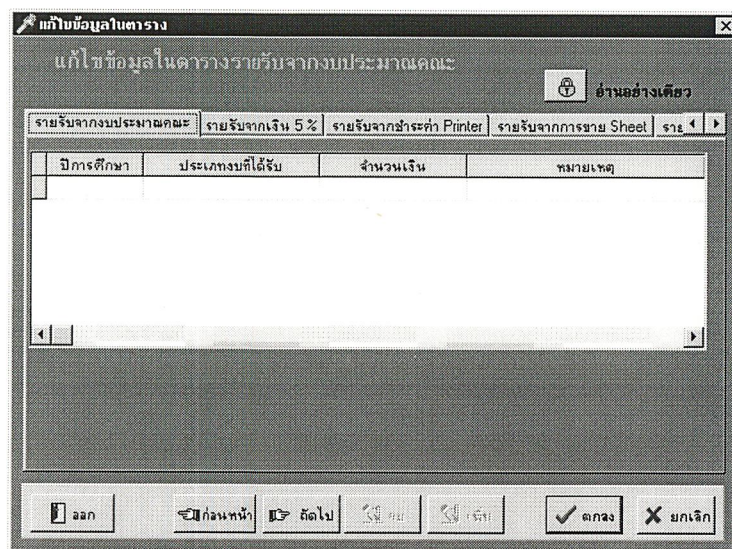 แก้ไขข้อมูลในตาราง
แก้ไขข้อมูลในตารางรายรับจากงบประมาณคณะ
อ่านอย่างเดียว
รายรับจากงบประมาณคณะ รายรับจากเงิน 5 % รายรับจากชำระค่า Printer รายรับจากการขาย Sheet ราย
ปีการศึกษา ประเภทงบที่ได้รับ จำนวนเงิน หมายเหตุ
ออก ก่อนหน้า ถัดไป ลบ เพิ่ม ตกลง ยกเลิก